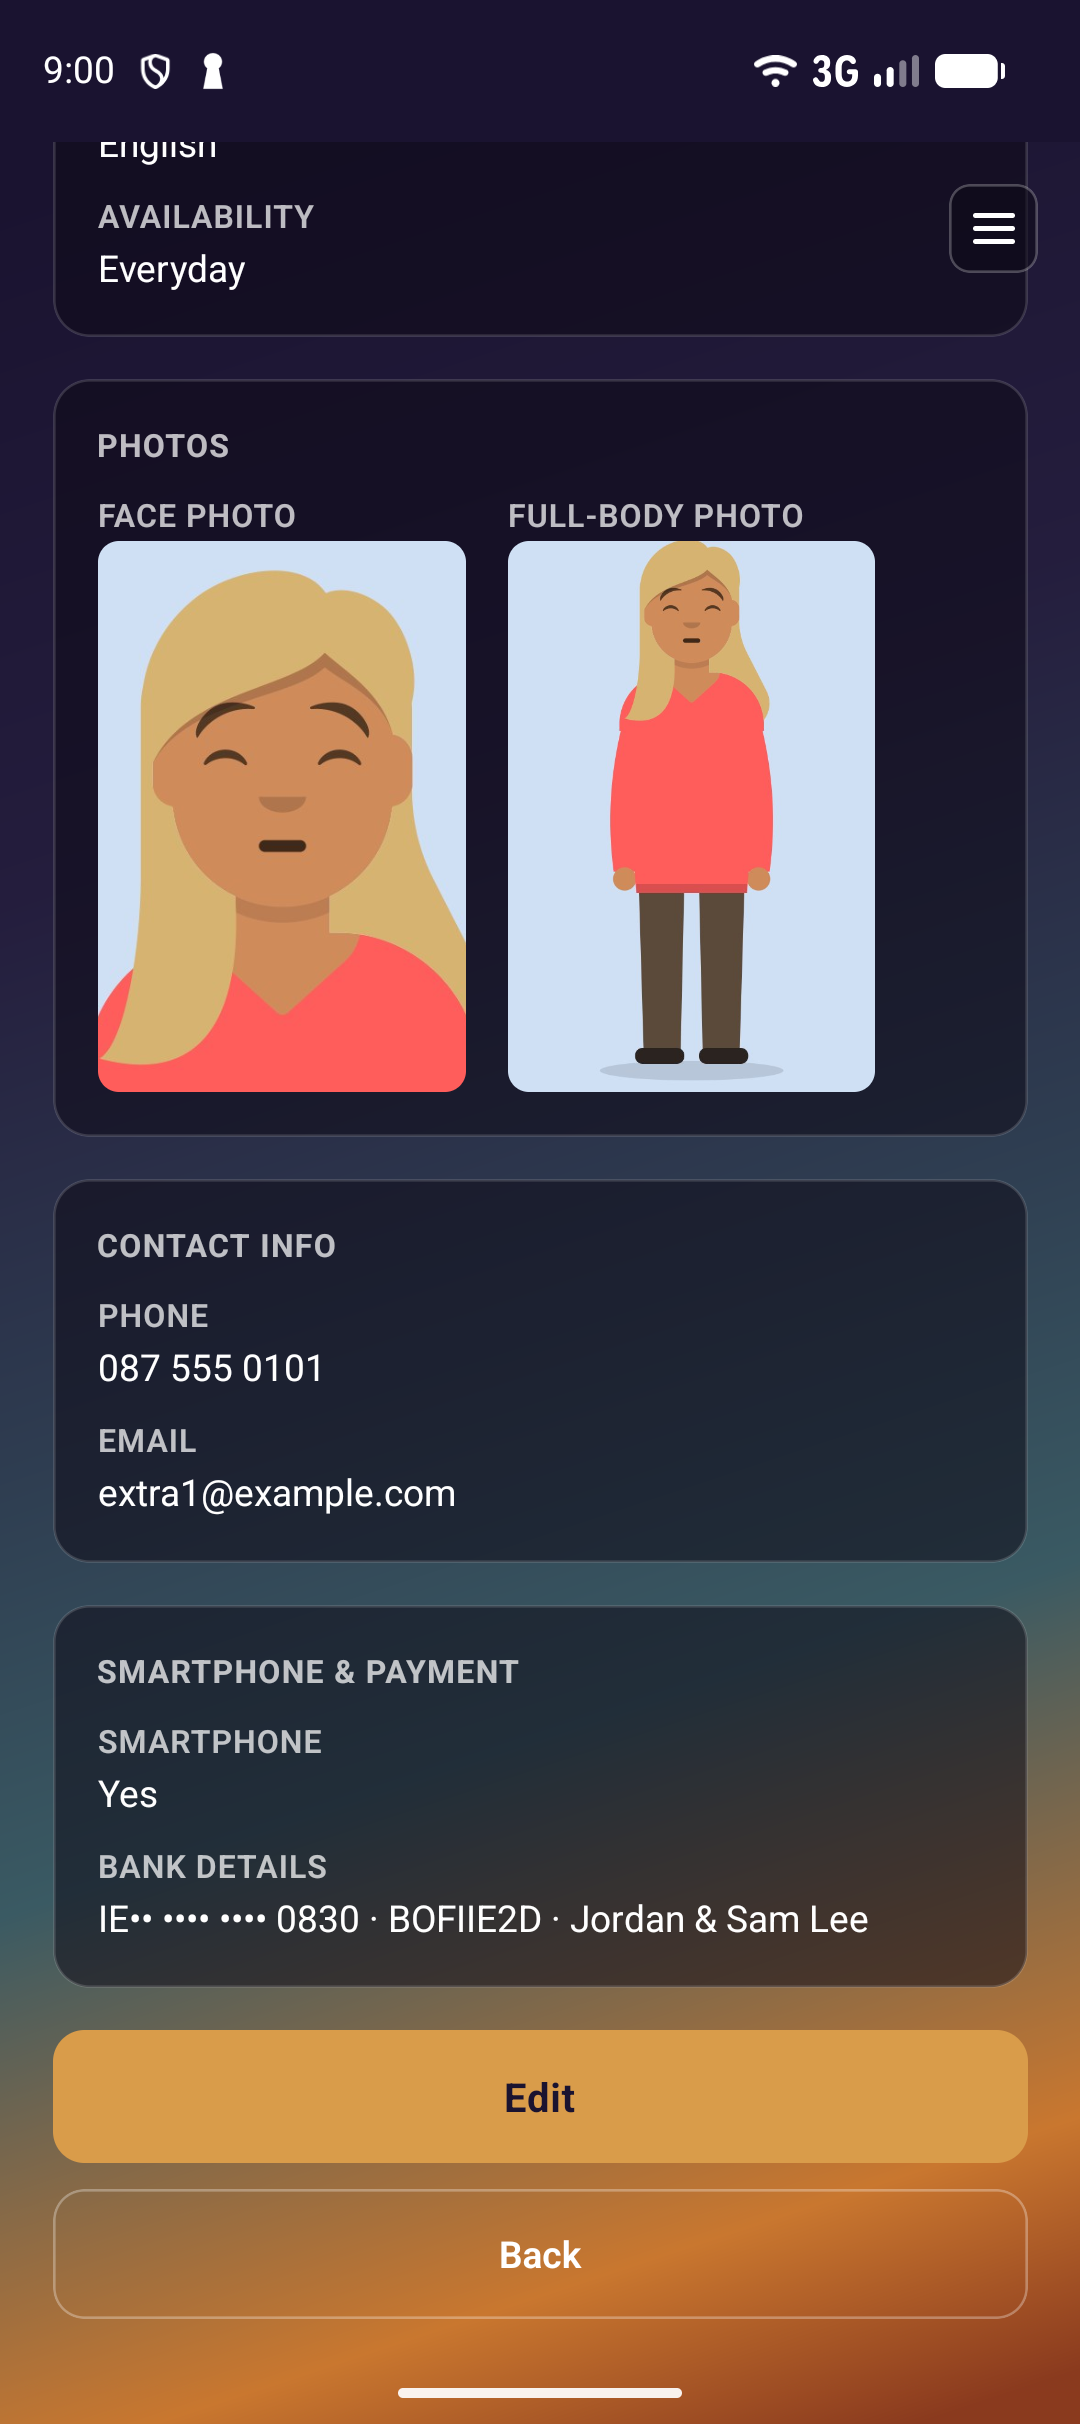 9:00
3G
English
AVAILABILITY
Everyday
PHOTOS
FACE PHOTO
FULL-BODY PHOTO
CONTACT INFO
PHONE
087 555 0101
EMAIL
extra1@example.com
SMARTPHONE & PAYMENT
SMARTPHONE
Yes
BANK DETAILS
IE•• •••• •••• 0830 · BOFIIE2D · Jordan & Sam Lee
Edit
Back